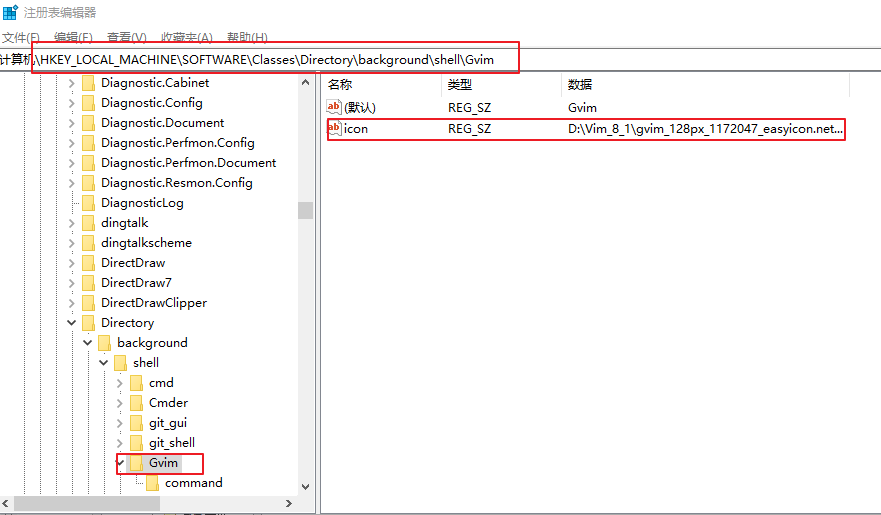 注册表编辑器
文件(F) 编辑(E) 查看(V) 收藏夹(A) 帮助(H)
计算机\HKEY_LOCAL_MACHINE\SOFTWARE\Classes\Directory\background\shell\Gvim
Diagnostic.Cabinet
Diagnostic.Config
Diagnostic.Document
Diagnostic.Perfmon.Config
Diagnostic.Perfmon.Document
Diagnostic.Resmon.Config
DiagnosticLog
dingtalk
dingtalkscheme
DirectDraw
DirectDraw7
DirectDrawClipper
Directory
background
shell
cmd
Cmder
git_gui
git_shell
Gvim
command
名称 类型 数据
ab (默认) REG_SZ Gvim
ab icon REG_SZ D:\Vim_8_1\gvim_128px_1172047_easyicon.net...